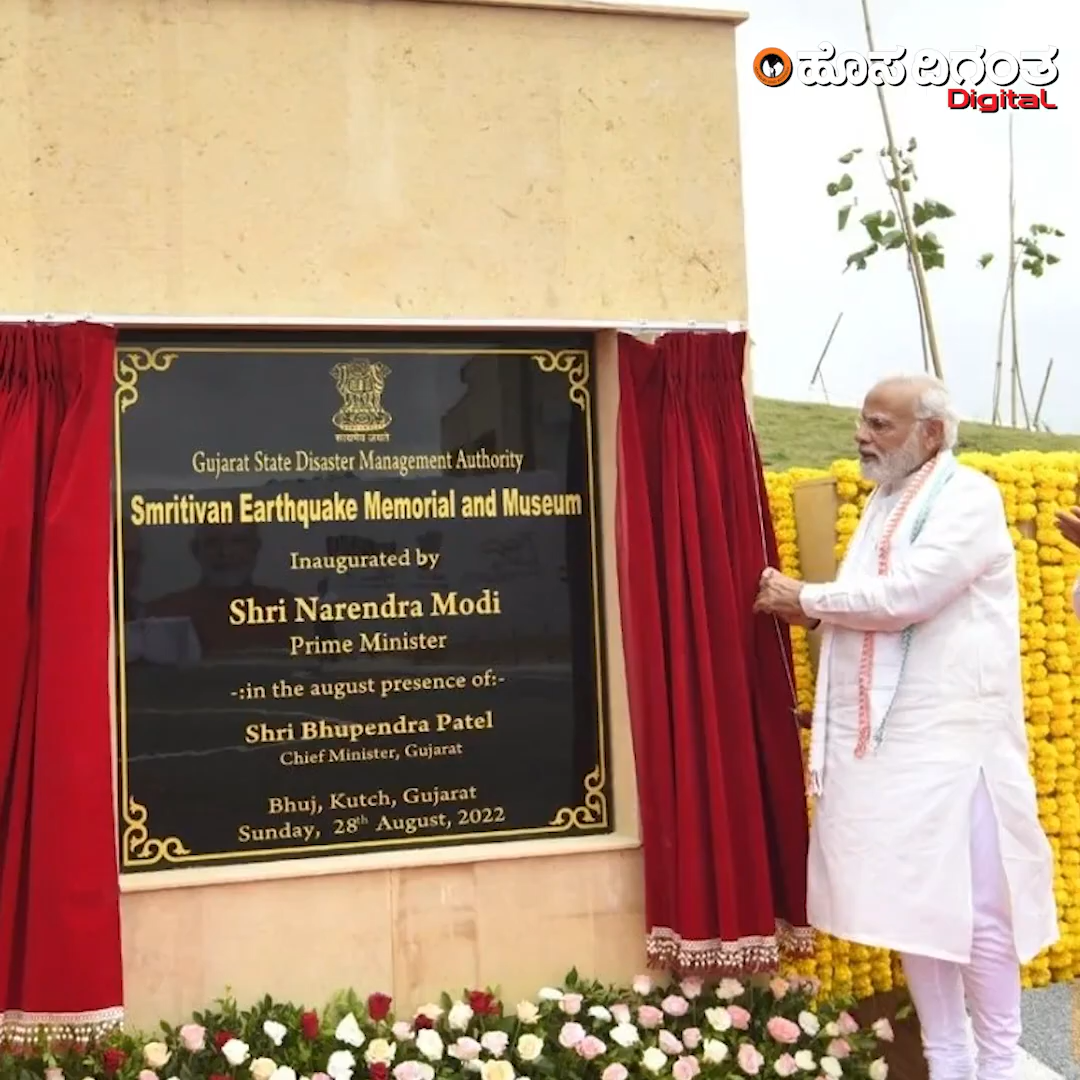 ಹೊಸದಿಗಂತ
Digital
सत्यमेव जयते
Gujarat State Disaster Management Authority
Smritivan Earthquake Memorial and Museum
Inaugurated by
Shri Narendra Modi
Prime Minister
-:in the august presence of:-
Shri Bhupendra Patel
Chief Minister, Gujarat
Bhuj, Kutch, Gujarat
Sunday, 28th August, 2022